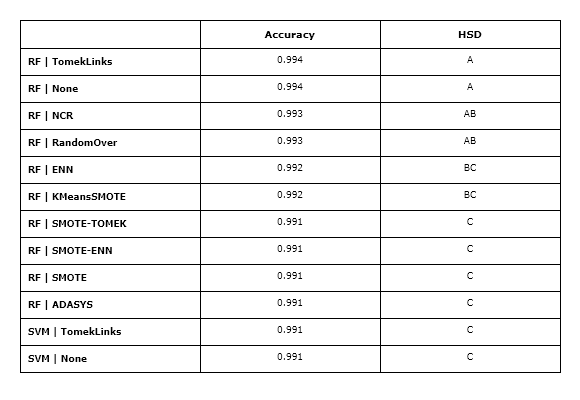 Accuracy HSD
RF | TomekLinks 0.994 A
RF | None 0.994 A
RF | NCR 0.993 AB
RF | RandomOver 0.993 AB
RF | ENN 0.992 BC
RF | KMeansSMOTE 0.992 BC
RF | SMOTE-TOMEK 0.991 C
RF | SMOTE-ENN 0.991 C
RF | SMOTE 0.991 C
RF | ADASYS 0.991 C
SVM | TomekLinks 0.991 C
SVM | None 0.991 C